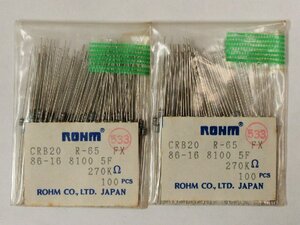 ROHM
533
CRB20 R-65 FX
86-16 8100 5F
270KΩ
100 PCS
ROHM CO., LTD. JAPAN
ROHM
533
CRB20 R-65 FX
86-16 8100 5F
270KΩ
100 PCS
ROHM CO., LTD. JAPAN